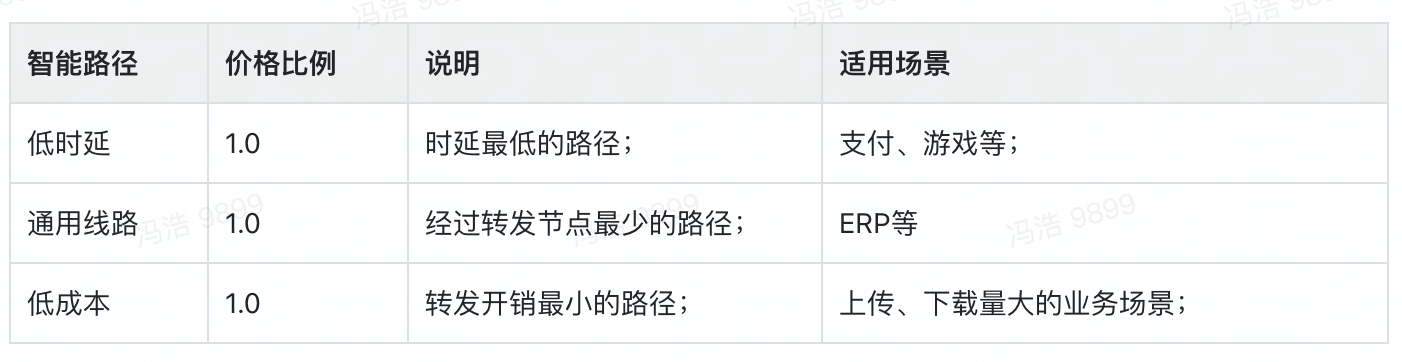 冯浩 9899 冯浩 9899
智能路径 价格比例 说明 适用场景
低时延 1.0 时延最低的路径； 支付、游戏等；
通用线路 1.0 经过转发节点最少的路径； ERP等
冯浩 9899 冯浩 9899 冯浩 9899
低成本 1.0 转发开销最小的路径； 上传、下载量大的业务场景；